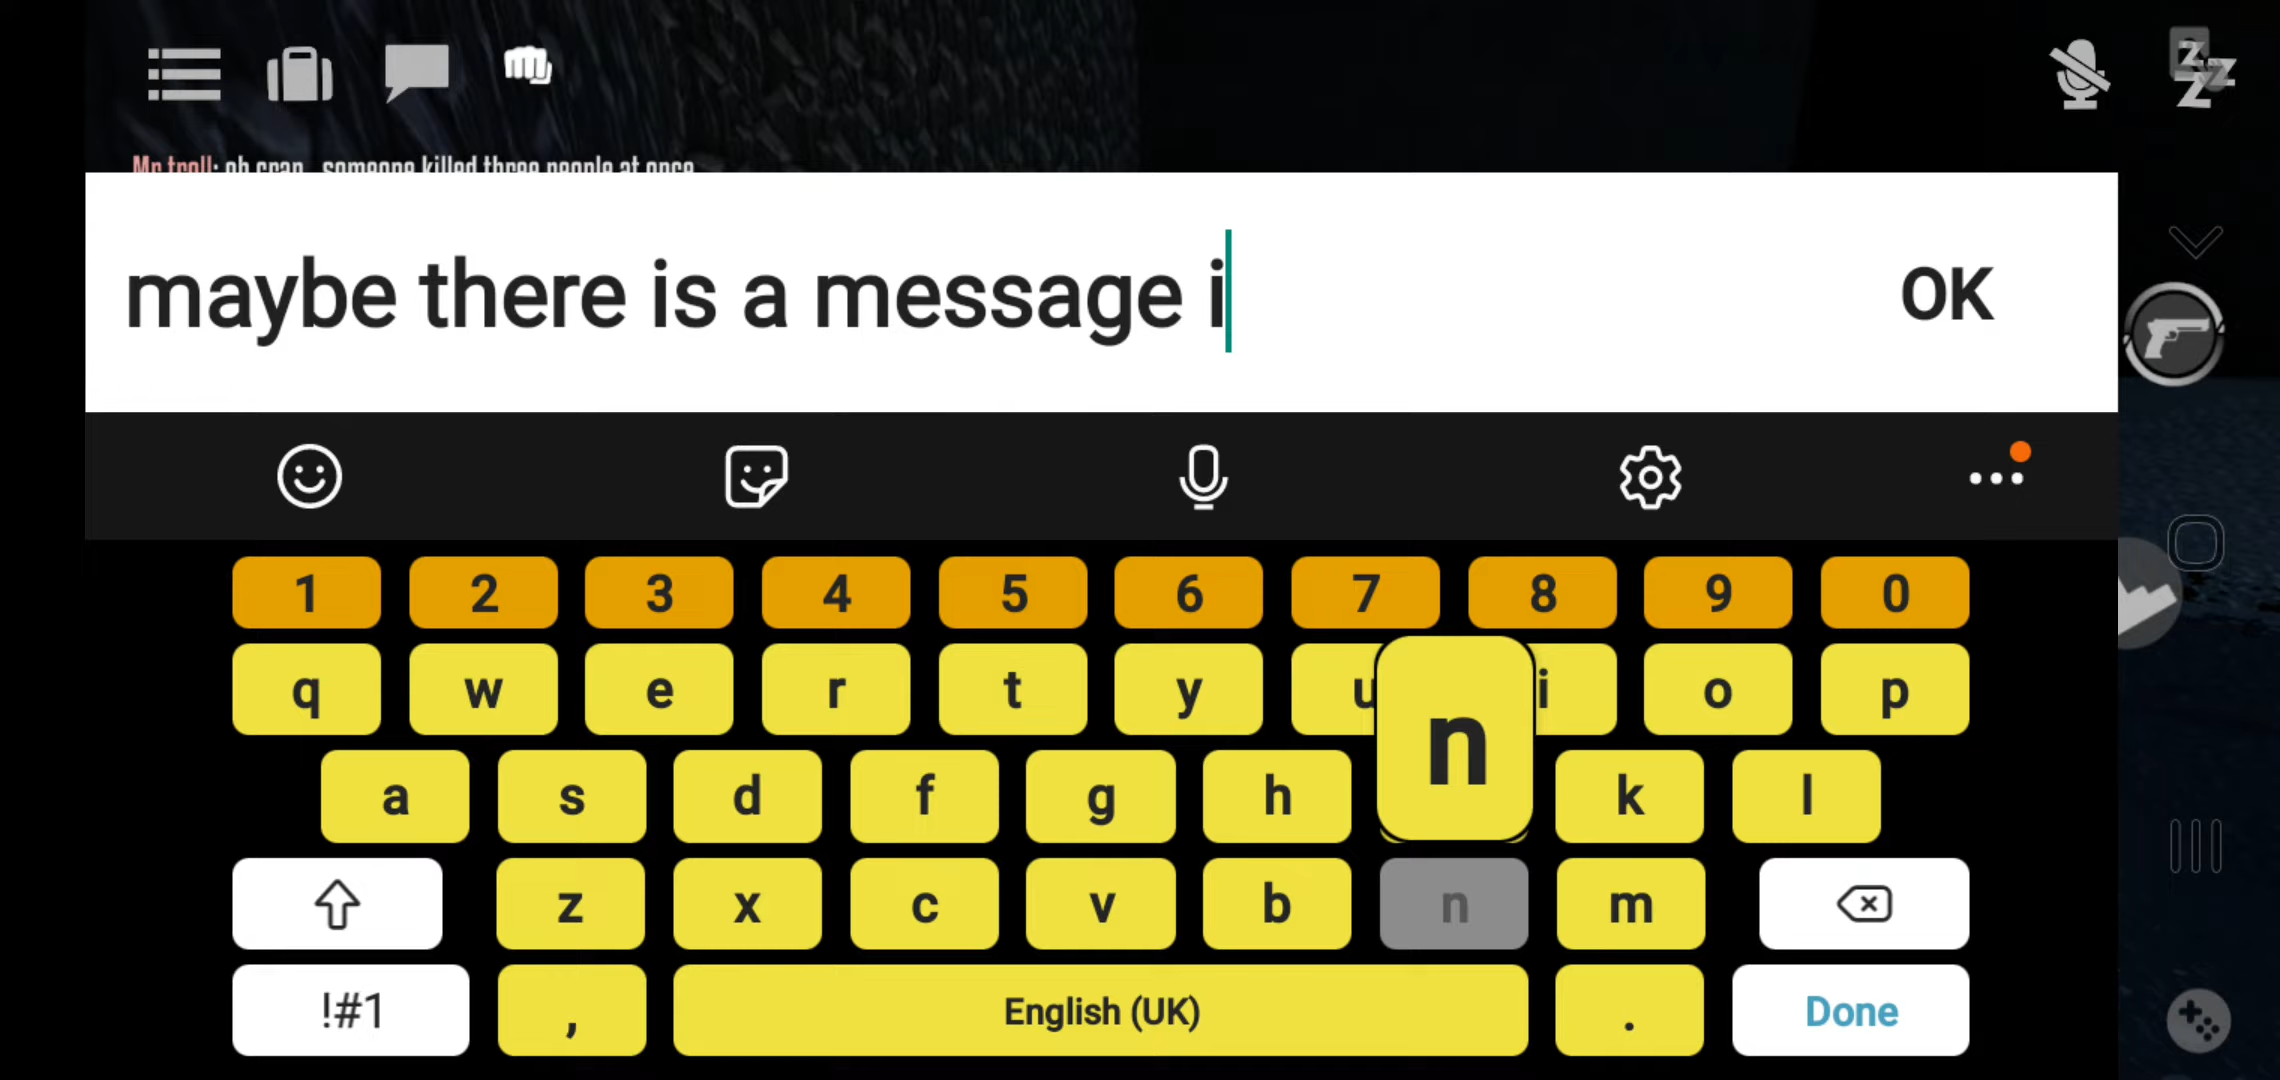 Mr troll: oh crap.. someone killed three people at once
maybe there is a message i
OK
1 2 3 4 5 6 7 8 9 0
q w e r t y u i o p
n
a s d f g h k l
z x c v b n m
!#1 , English (UK) . Done